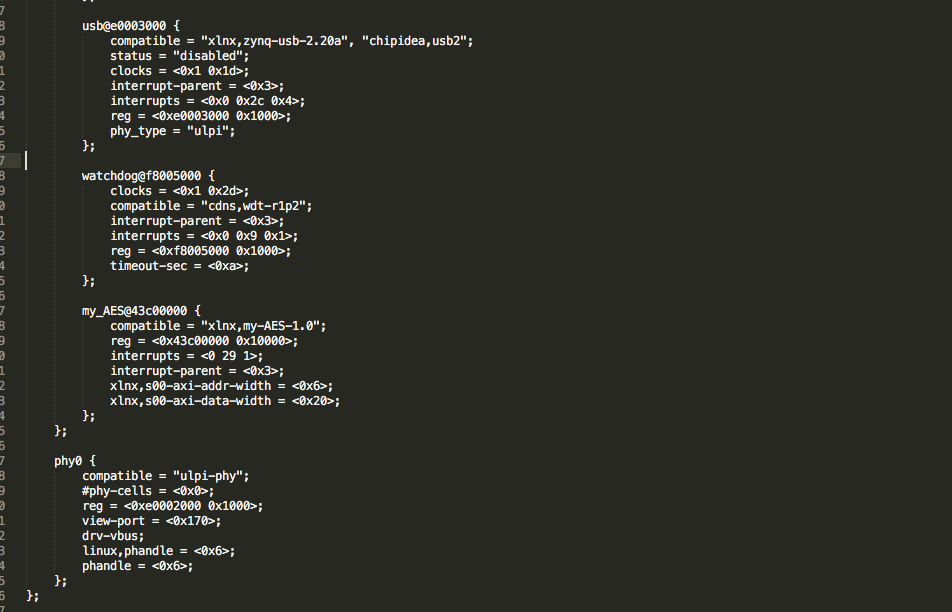 };
usb@e0003000 {
compatible = "xlnx,zynq-usb-2.20a", "chipidea,usb2";
status = "disabled";
clocks = <0x1 0x1d>;
interrupt-parent = <0x3>;
interrupts = <0x0 0x2c 0x4>;
reg = <0xe0003000 0x1000>;
phy_type = "ulpi";
};
watchdog@f8005000 {
clocks = <0x1 0x2d>;
compatible = "cdns,wdt-r1p2";
interrupt-parent = <0x3>;
interrupts = <0x0 0x9 0x1>;
reg = <0xf8005000 0x1000>;
timeout-sec = <0xa>;
};
my_AES@43c00000 {
compatible = "xlnx,my-AES-1.0";
reg = <0x43c00000 0x10000>;
interrupts = <0 29 1>;
interrupt-parent = <0x3>;
xlnx,s00-axi-addr-width = <0x6>;
xlnx,s00-axi-data-width = <0x20>;
};
};
phy0 {
compatible = "ulpi-phy";
#phy-cells = <0x0>;
reg = <0xe0002000 0x1000>;
view-port = <0x170>;
drv-vbus;
linux,phandle = <0x6>;
phandle = <0x6>;
};
};